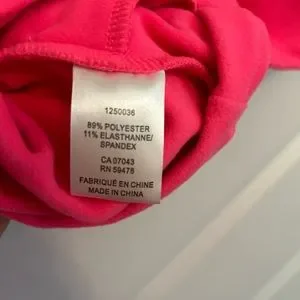 1250036
89% POLYESTER
11% ELASTHANNE/
SPANDEX
CA 07043
RN 59478
FABRIQUÉ EN CHINE
MADE IN CHINA